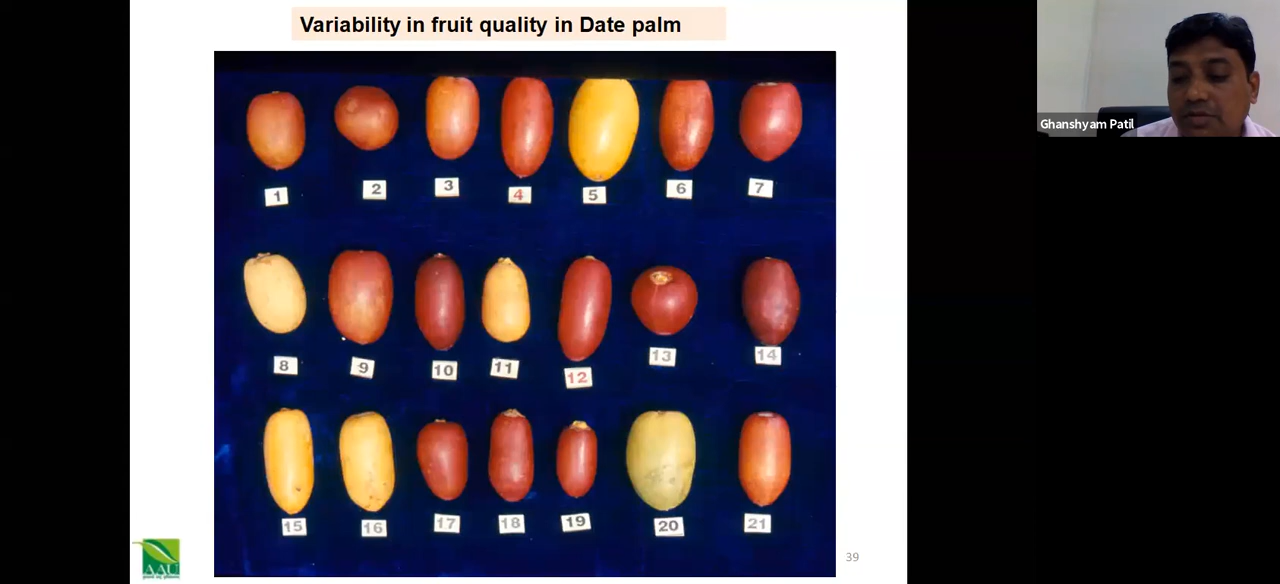 Variability in fruit quality in Date palm
Ghanshyam Patil
1 2 3 4 5 6 7
8 9 10 11 12 13 14
15 16 17 18 19 20 21
AAU
39